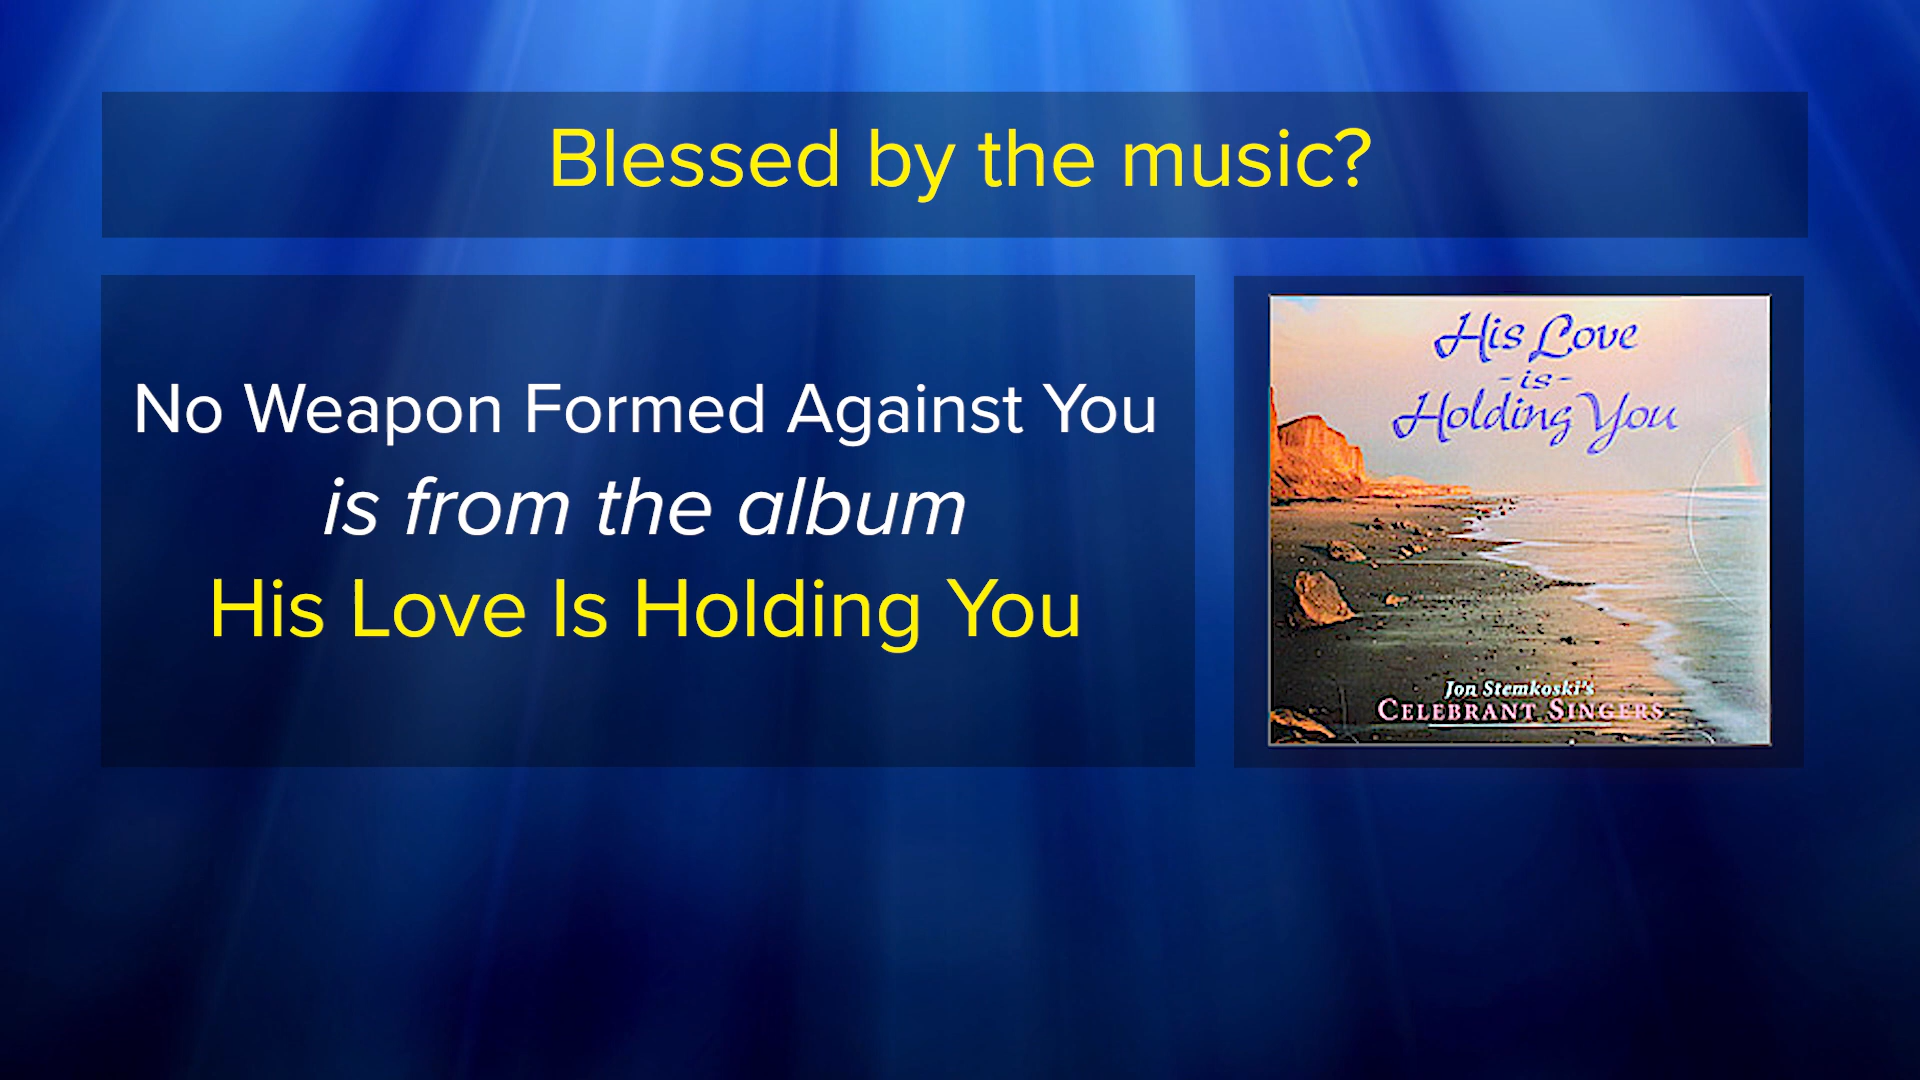 Blessed by the music?
No Weapon Formed Against You
is from the album
His Love Is Holding You
His Love
-is-
Holding You
Jon Stemkoski's
CELEBRANT SINGERS